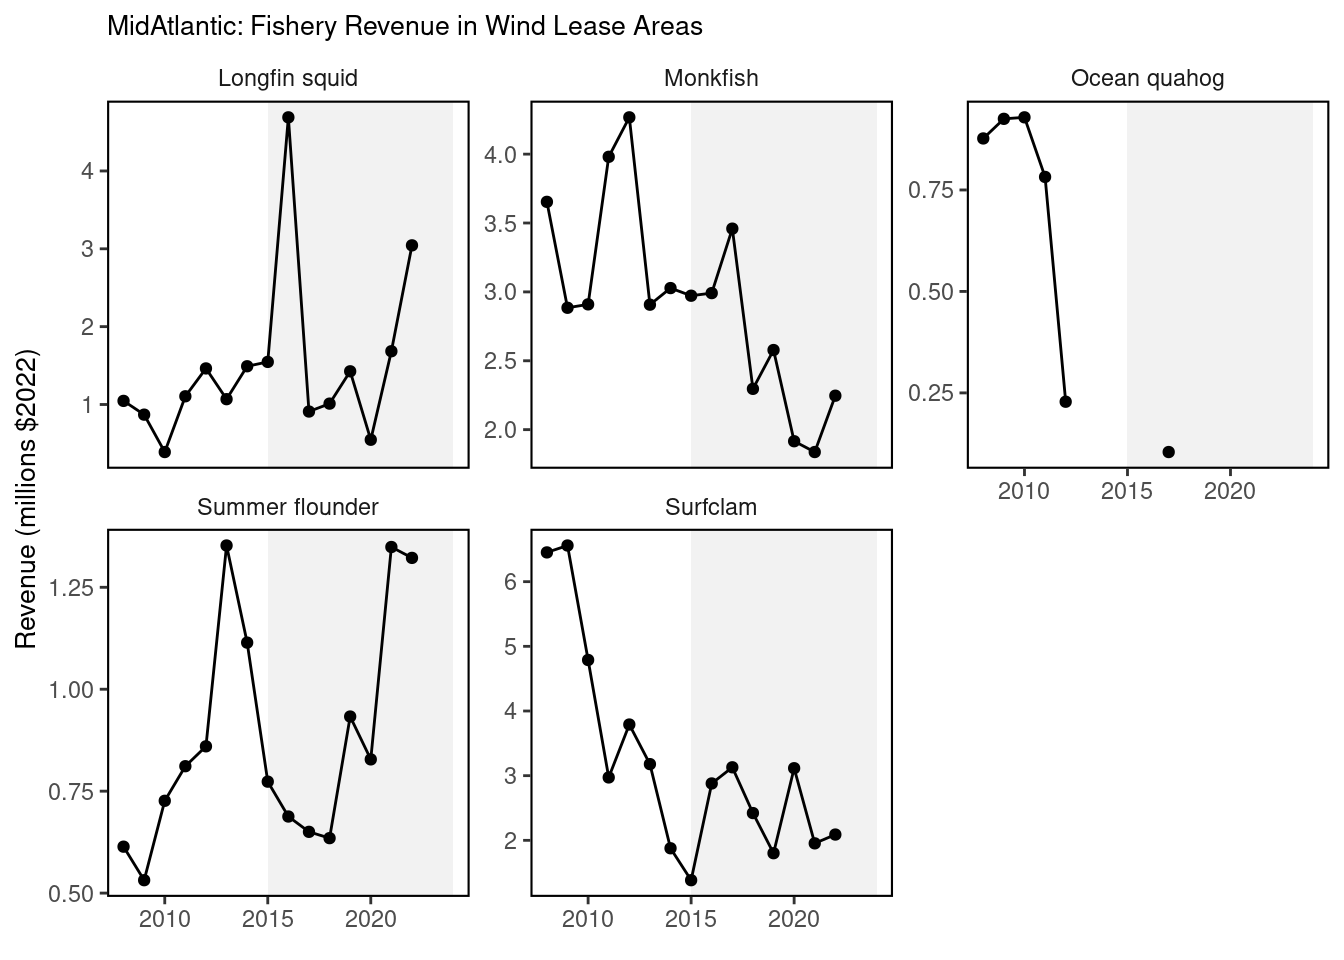 MidAtlantic: Fishery Revenue in Wind Lease Areas
Revenue (millions $2022)
Longfin squid
4
3
2
1
Monkfish
4.0
3.5
3.0
2.5
2.0
Ocean quahog
0.75
0.50
0.25
2010 2015 2020
Summer flounder
1.25
1.00
0.75
0.50
2010 2015 2020
Surfclam
6
5
4
3
2
2010 2015 2020